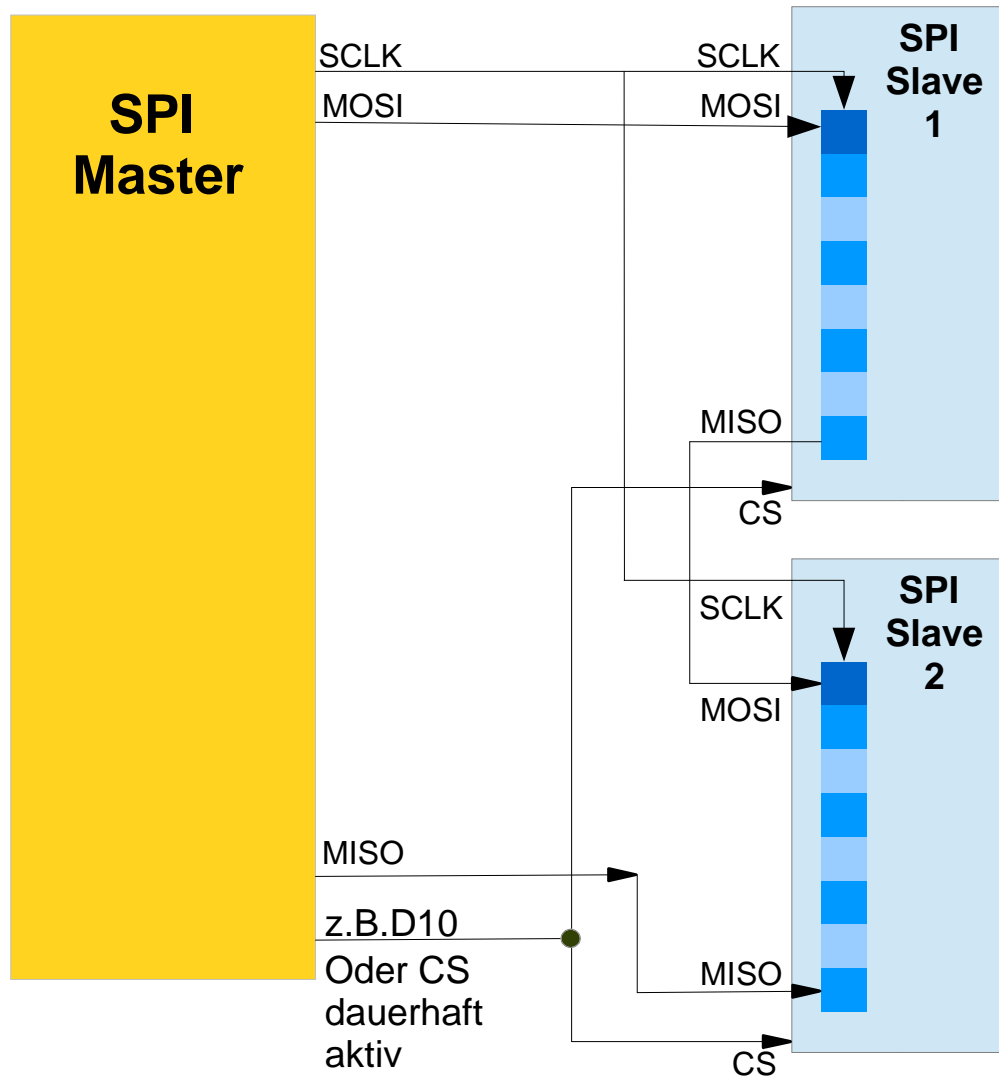 SPI
Master
SCLK
MOSI
SCLK
MOSI
SPI
Slave
1
MISO
CS
SCLK
MOSI
SPI
Slave
2
MISO
z.B.D10
Oder CS
dauerhaft
aktiv
MISO
CS